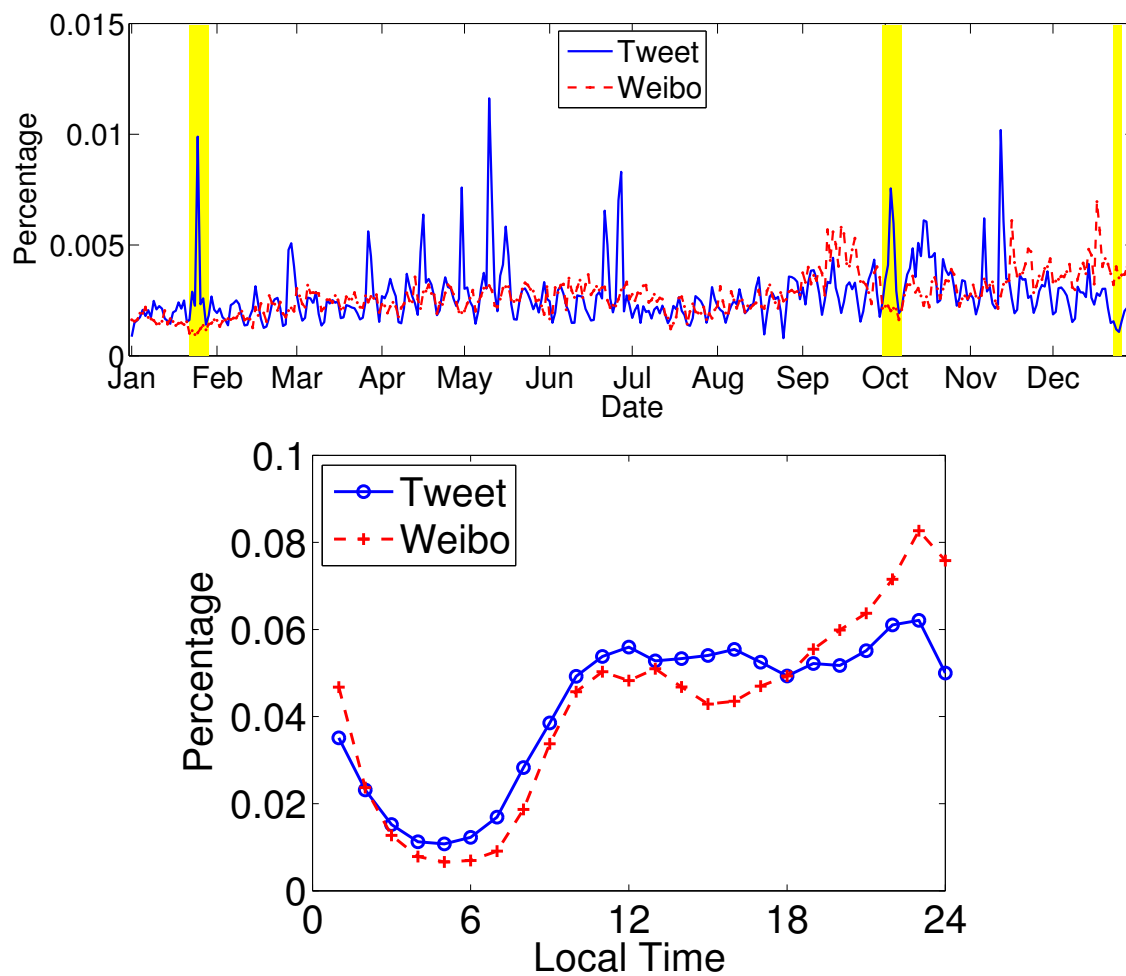 0.015
0.01
0.005
0
Percentage
Tweet
Weibo
Jan Feb Mar Apr May Jun Jul Aug Sep Oct Nov Dec
Date
0.1
0.08
0.06
0.04
0.02
0
Percentage
Tweet
Weibo
0 6 12 18 24
Local Time